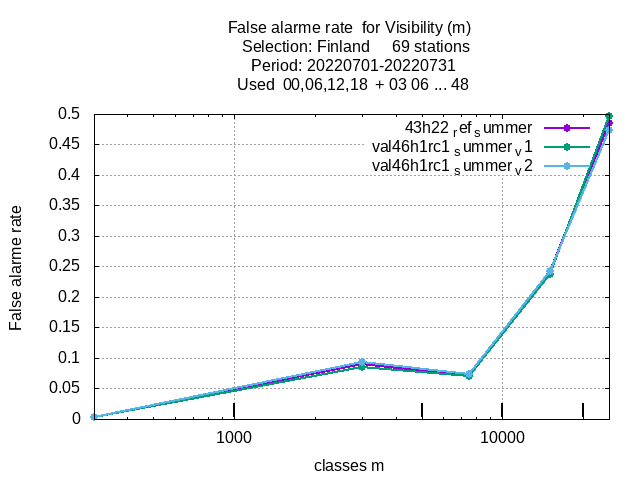 False alarme rate  for Visibility (m)
Selection: Finland     69 stations
Period: 20220701-20220731
Used  00,06,12,18  + 03 06 ... 48
0.5
43h22 ref summer
0.45
val46h1rc1 summer v1
0.4
val46h1rc1 summer v2
0.35
0.3
0.25
0.2
0.15
0.1
0.05
0
False alarme rate
1000
10000
classes m